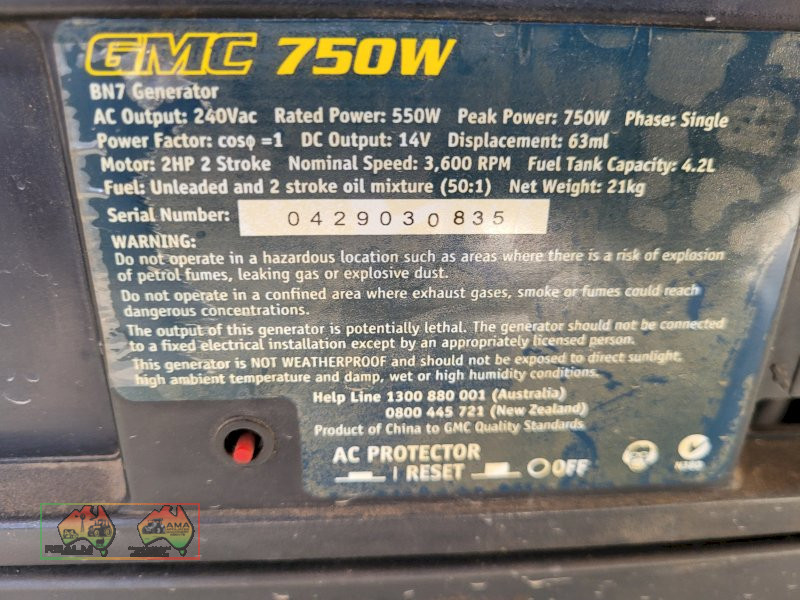 GMC 750W
BN7 Generator
AC Output: 240Vac Rated Power: 550W Peak Power: 750W Phase: Single
Power Factor: cosφ =1 DC Output: 14V Displacement: 63ml
Motor: 2HP 2 Stroke Nominal Speed: 3,600 RPM Fuel Tank Capacity: 4.2L
Fuel: Unleaded and 2 stroke oil mixture (50:1) Net Weight: 21kg
Serial Number: 0429030835
WARNING:
Do not operate in a hazardous location such as areas where there is a risk of explosion
of petrol fumes, leaking gas or explosive dust.
Do not operate in a confined area where exhaust gases, smoke or fumes could reach
dangerous concentrations.
The output of this generator is potentially lethal. The generator should not be connected
to a fixed electrical installation except by an appropriately licensed person.
This generator is NOT WEATHERPROOF and should not be exposed to direct sunlight,
high ambient temperature and damp, wet or high humidity conditions.
Help Line 1300 880 001 (Australia)
0800 445 721 (New Zealand)
Product of China to GMC Quality Standards
AC PROTECTOR
RESET OFF
AMA